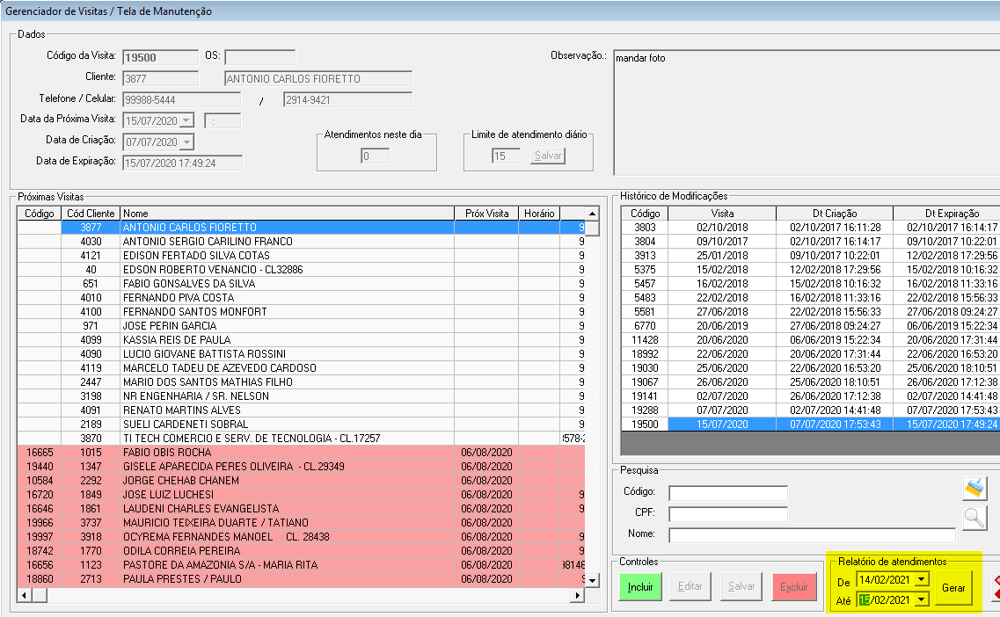 Gerenciador de Visitas / Tela de Manutenção
Dados
Código da Visita: 19500 OS:
Cliente: 3877 ANTONIO CARLOS FIORETTO
Telefone / Celular: 99988-5444 / 2914-9421
Data da Próxima Visita: 15/07/2020 :
Data de Criação: 07/07/2020
Data de Expiração: 15/07/2020 17:49:24
Atendimentos neste dia
0
Limite de atendimento diário
15 Salvar
Observação.: mandar foto
Próximas Visitas
Código Cód Cliente Nome Próx Visita Horário
3877 ANTONIO CARLOS FIORETTO 9
4030 ANTONIO SERGIO CARILINO FRANCO 9
4121 EDISON FERTADO SILVA COTAS 9
40 EDSON ROBERTO VENANCIO - CL32886 9
651 FABIO GONSALVES DA SILVA 9
4010 FERNANDO PIVA COSTA 9
4100 FERNANDO SANTOS MONFORT 9
971 JOSE PERIN GARCIA 9
4099 KASSIA REIS DE PAULA 9
4090 LUCIO GIOVANE BATTISTA ROSSINI 9
4119 MARCELO TADEU DE AZEVEDO CARDOSO 9
2447 MARIO DOS SANTOS MATHIAS FILHO 9
3198 NR ENGENHARIA / SR. NELSON 9
4091 RENATO MARTINS ALVES 9
2189 SUELI CARDENETI SOBRAL 9
3870 TI TECH COMERCIO E SERV. DE TECNOLOGIA - CL.17257
16665 1015 FABIO OBIS ROCHA 06/08/2020
19440 1347 GISELE APARECIDA PERES OLIVEIRA - CL.29349 06/08/2020 9
10584 2292 JORGE CHEHAB CHANEM 06/08/2020 9
16720 1849 JOSE LUIZ LUCHESI 06/08/2020 9
16646 1861 LAUDENI CHARLES EVANGELISTA 06/08/2020 9
19966 3737 MAURICIO TEIXEIRA DUARTE / TATIANO 06/08/2020
19997 3918 OCYREMA FERNANDES MANOEL CL. 28438 06/08/2020 9
18742 1770 ODILA CORREIA PEREIRA 06/08/2020 9
16656 1123 PASTORE DA AMAZONIA S/A - MARIA RITA 06/08/2020
18860 2713 PAULA PRESTES / PAULO 06/08/2020
Histórico de Modificações
Código Visita Dt Criação Dt Expiração
3803 02/10/2018 02/10/2017 16:11:28 02/10/2017 16:14:17
3804 09/10/2017 02/10/2017 16:14:17 09/10/2017 10:22:01
3913 25/01/2018 09/10/2017 10:22:01 12/02/2018 17:29:56
5375 15/02/2018 12/02/2018 17:29:56 15/02/2018 10:16:32
5457 16/02/2018 15/02/2018 10:16:32 16/02/2018 11:33:16
5483 22/02/2018 16/02/2018 11:33:16 22/02/2018 15:56:33
5581 27/06/2018 22/02/2018 15:56:33 27/06/2018 09:24:27
6770 20/06/2019 27/06/2018 09:24:27 06/06/2019 15:22:34
11428 20/06/2020 06/06/2019 15:22:34 20/06/2020 17:31:44
18992 22/06/2020 20/06/2020 17:31:44 22/06/2020 16:53:20
19030 25/06/2020 22/06/2020 16:53:20 25/06/2020 18:10:51
19067 26/06/2020 25/06/2020 18:10:51 26/06/2020 17:12:38
19141 02/07/2020 26/06/2020 17:12:38 02/07/2020 14:41:48
19288 07/07/2020 02/07/2020 14:41:48 07/07/2020 17:53:43
19500 15/07/2020 07/07/2020 17:53:43 15/07/2020 17:49:24
Pesquisa
Código:
CPF:
Nome:
Controles
Incluir Editar Salvar Excluir
Relatório de atendimentos
De 14/02/2021
Até 15/02/2021
Gerar